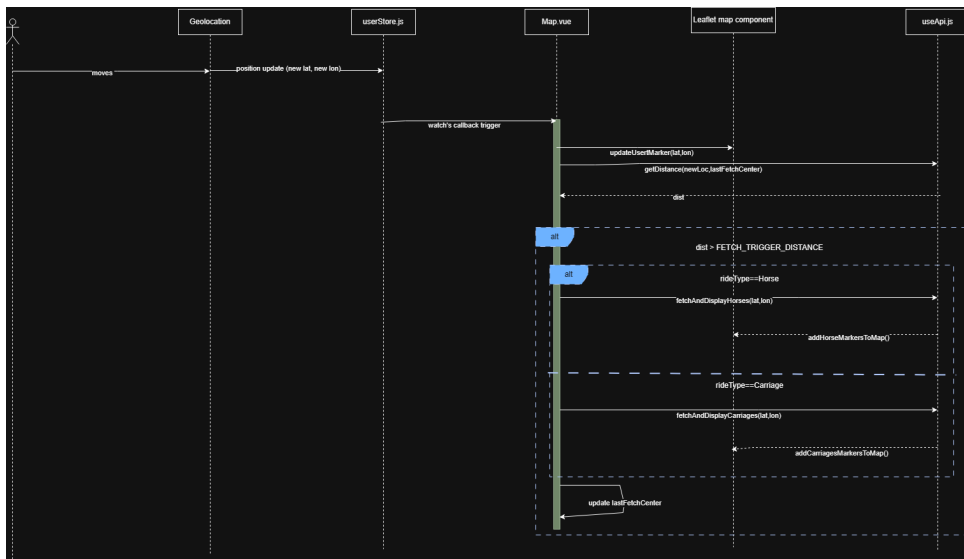 Geolocation
userStore.js
Map.vue
Leaflet map component
useApi.js
moves
position update (new lat, new lon)
watch's callback trigger
updateUsertMarker(lat,lon)
getDistance(newLoc,lastFetchCenter)
dist
alt
dist > FETCH_TRIGGER_DISTANCE
alt
rideType==Horse
fetchAndDisplayHorses(lat,lon)
addHorseMarkersToMap()
rideType==Carriage
fetchAndDisplayCarriages(lat,lon)
addCarriagesMarkersToMap()
update lastFetchCenter